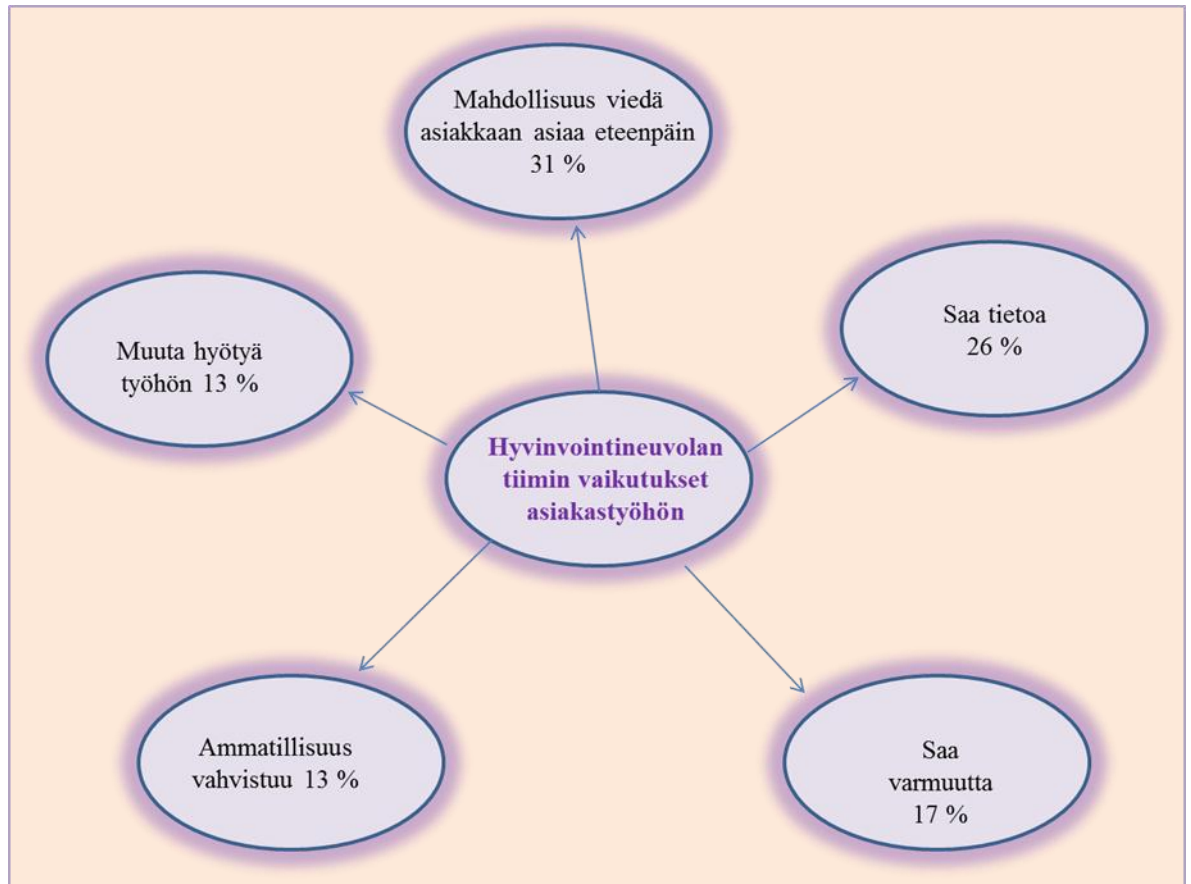 Mahdollisuus viedä
asiakkaan asiaa eteenpäin
31 %
Saa tietoa
26 %
Muuta hyötyä
työhön 13 %
Hyvinvointineuvolan
tiimin vaikutukset
asiakastyöhön
Ammatillisuus
vahvistuu 13 %
Saa
varmuutta
17 %